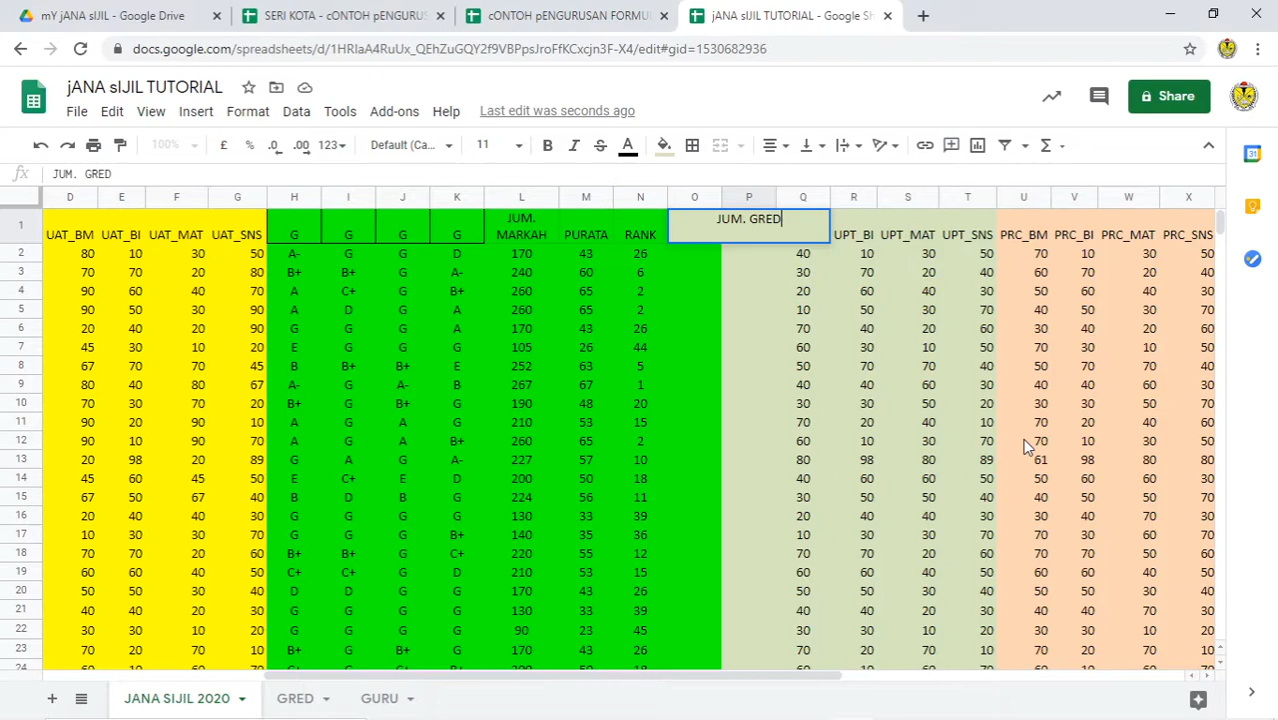 mY jANA sIJIL - Google Drive
SERI KOTA - cONTOH pENGURUS
cONTOH pENGURUSAN FORMU
jANA sIJIL TUTORIAL - Google Sh
docs.google.com/spreadsheets/d/1HRlaA4RuUx_QEhZuGQY2f9VBPpsJroFfKCxcjn3F-X4/edit#gid=1530682936
jANA sIJIL TUTORIAL
File Edit View Insert Format Data Tools Add-ons Help Last edit was seconds ago
Share
100% £ % .0 .00 123 Default (Ca... 11
fx JUM. GRED
D E F G H I J K L M N O P Q R S T U V W X
1 UAT_BM UAT_BI UAT_MAT UAT_SNS G G G G JUM. MARKAH PURATA RANK JUM. GRED UPT_BI UPT_MAT UPT_SNS PRC_BM PRC_BI PRC_MAT PRC_SNS
2 80 10 30 50 A- G G D 170 43 26 40 10 30 50 70 10 30 50
3 70 70 20 80 B+ B+ G A- 240 60 6 30 70 20 40 60 70 20 40
4 90 60 40 70 A C+ G B+ 260 65 2 20 60 40 30 50 60 40 30
5 90 50 30 90 A D G A 260 65 2 10 50 30 70 40 50 30 70
6 20 40 20 90 G G G A 170 43 26 70 40 20 60 30 40 20 60
7 45 30 10 20 E G G G 105 26 44 60 30 10 50 70 30 10 50
8 67 70 70 45 B B+ B+ E 252 63 5 50 70 70 40 70 70 70 40
9 80 40 80 67 A- G A- B 267 67 1 40 40 60 30 40 40 60 30
10 70 30 70 20 B+ G B+ G 190 48 20 30 30 50 20 30 30 50 70
11 90 20 90 10 A G A G 210 53 15 70 20 40 10 70 20 40 60
12 90 10 90 70 A G A B+ 260 65 2 60 10 30 70 70 10 30 50
13 20 98 20 89 G A G A- 227 57 10 80 98 80 89 61 98 80 80
14 45 60 45 50 E C+ E D 200 50 18 40 60 60 50 50 60 60 50
15 67 50 67 40 B D B G 224 56 11 30 50 50 40 40 50 50 70
16 20 40 40 30 G G G G 130 33 39 20 40 40 30 30 40 70 40
17 10 30 30 70 G G G B+ 140 35 36 10 30 30 70 70 30 60 70
18 70 70 20 60 B+ B+ G C+ 220 55 12 70 70 20 60 70 70 50 60
19 60 60 40 50 C+ C+ G D 210 53 15 60 60 40 50 60 60 40 50
20 50 50 30 40 D D G G 170 43 26 50 50 30 40 50 50 30 40
21 40 40 20 30 G G G G 130 33 39 40 40 20 30 40 40 70 30
22 30 30 10 20 G G G G 90 23 45 30 30 10 20 30 30 10 20
23 70 20 70 10 B+ G B+ G 170 43 26 70 20 70 10 70 20 70 10
JANA SIJIL 2020 GRED GURU